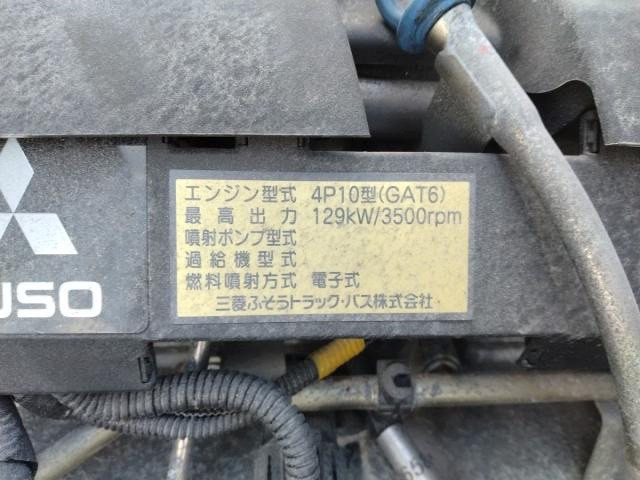 エンジン型式 4P10型(GAT6)
最高出力 129kW/3500rpm
噴射ポンプ型式
過給機型式
燃料噴射方式 電子式
三菱ふそうトラック・バス株式会社
USO